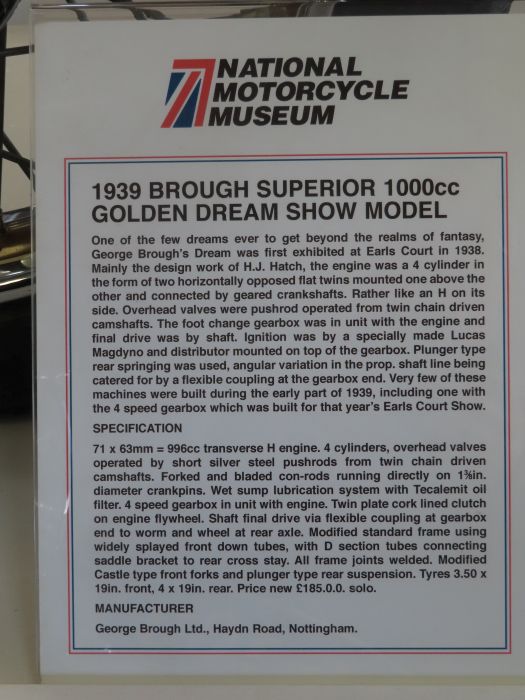 NATIONAL
MOTORCYCLE
MUSEUM
1939 BROUGH SUPERIOR 1000cc
GOLDEN DREAM SHOW MODEL
One of the few dreams ever to get beyond the realms of fantasy,
George Brough's Dream was first exhibited at Earls Court in 1938.
Mainly the design work of H.J. Hatch, the engine was a 4 cylinder in
the form of two horizontally opposed flat twins mounted one above the
other and connected by geared crankshafts. Rather like an H on its
side. Overhead valves were pushrod operated from twin chain driven
camshafts. The foot change gearbox was in unit with the engine and
final drive was by shaft. Ignition was by a specially made Lucas
Magdyno and distributor mounted on top of the gearbox. Plunger type
rear springing was used, angular variation in the prop. shaft line being
catered for by a flexible coupling at the gearbox end. Very few of these
machines were built during the early part of 1939, including one with
the 4 speed gearbox which was built for that year's Earls Court Show.
SPECIFICATION
71 x 63mm = 996cc transverse H engine. 4 cylinders, overhead valves
operated by short silver steel pushrods from twin chain driven
camshafts. Forked and bladed con-rods running directly on 1⅜in.
diameter crankpins. Wet sump lubrication system with Tecalemit oil
filter. 4 speed gearbox in unit with engine. Twin plate cork lined clutch
on engine flywheel. Shaft final drive via flexible coupling at gearbox
end to worm and wheel at rear axle. Modified standard frame using
widely splayed front down tubes, with D section tubes connecting
saddle bracket to rear cross stay. All frame joints welded. Modified
Castle type front forks and plunger type rear suspension. Tyres 3.50 x
19in. front, 4 x 19in. rear. Price new £185.0.0. solo.
MANUFACTURER
George Brough Ltd., Haydn Road, Nottingham.